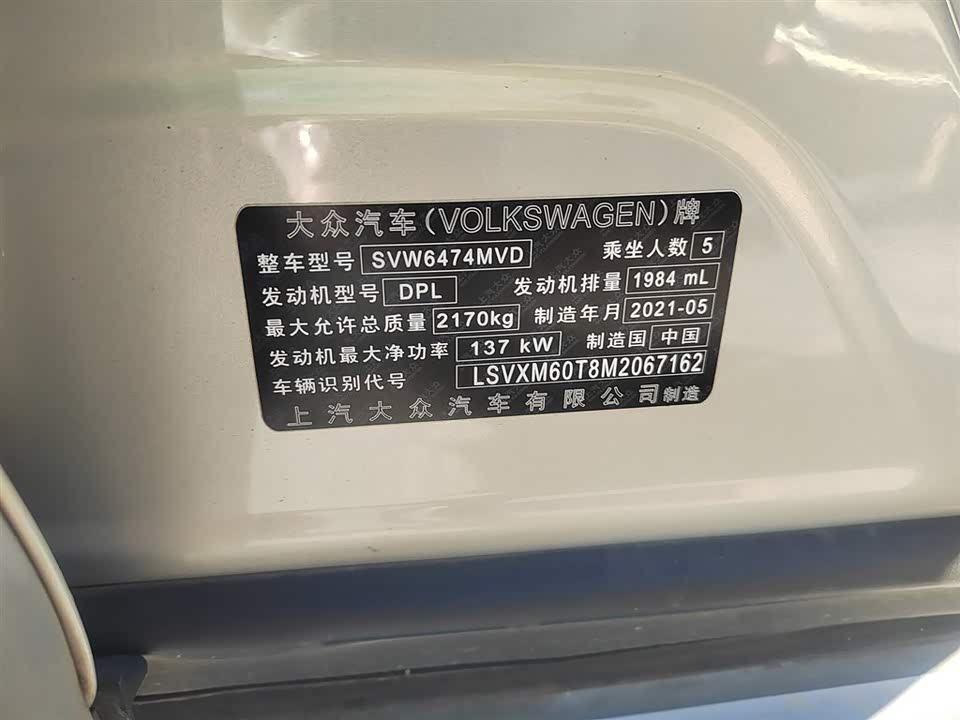 大众汽车(VOLKSWAGEN)牌
整车型号 SVW6474MVD 乘坐人数 5
发动机型号 DPL 发动机排量 1984 mL
最大允许总质量 2170kg 制造年月 2021-05
发动机最大净功率 137 kW 制造国 中国
车辆识别代号 LSVXM60T8M2067162
上汽大众汽车有限公司制造